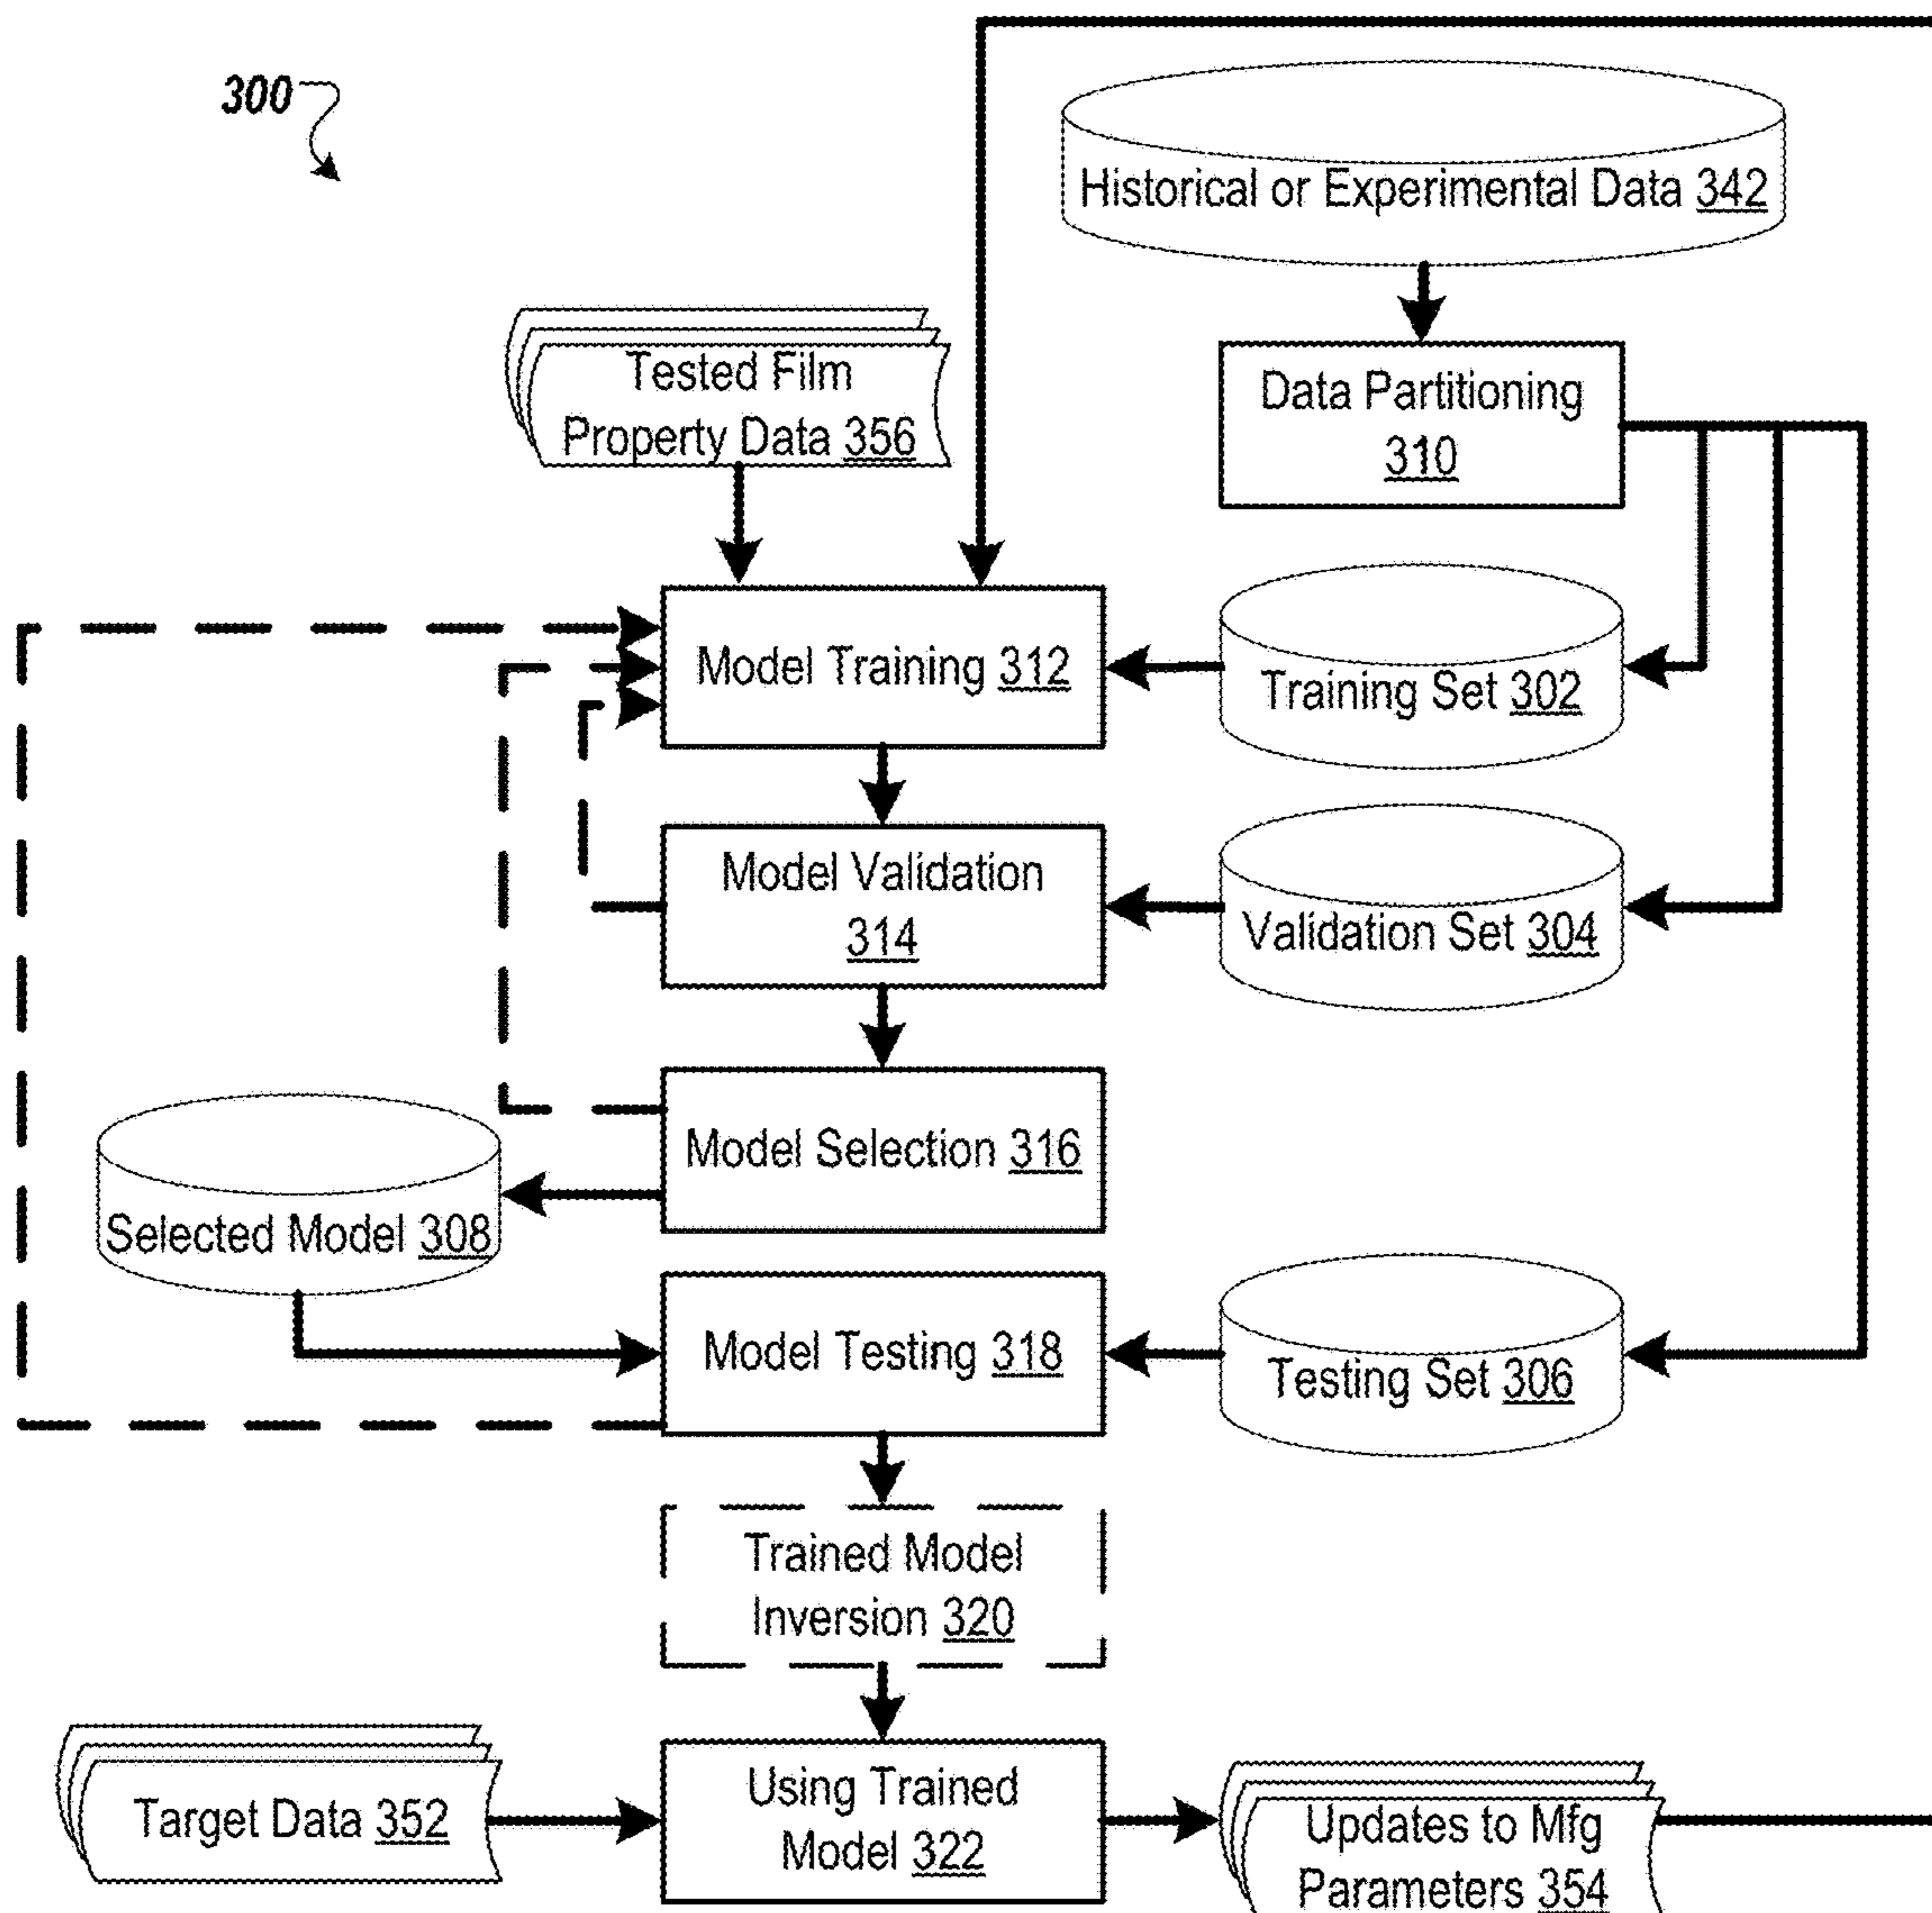 300
Historical or Experimental Data 342
Tested Film
Property Data 356
Data Partitioning
310
Model Training 312
Training Set 302
Model Validation
314
Validation Set 304
Model Selection 316
Selected Model 308
Model Testing 318
Testing Set 306
Trained Model
Inversion 320
Target Data 352
Using Trained
Model 322
Updates to Mfg
Parameters 354